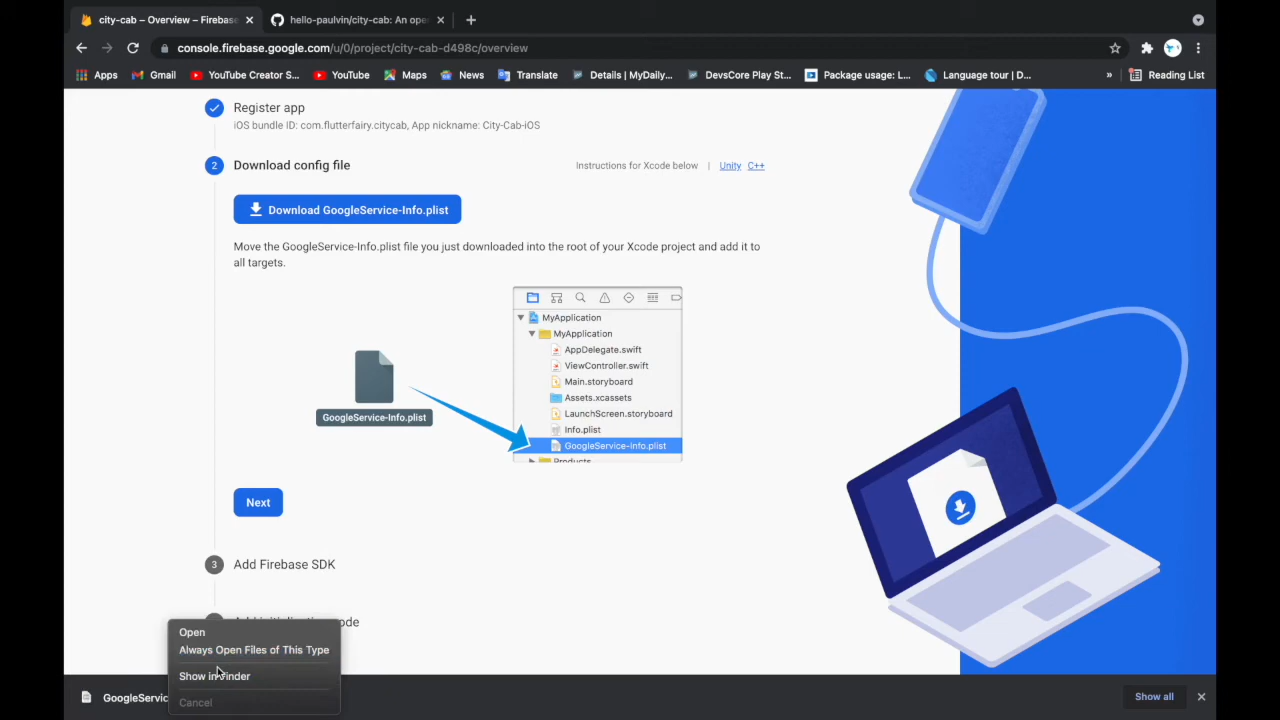 city-cab – Overview – Firebase
hello-paulvin/city-cab: An ope
console.firebase.google.com/u/0/project/city-cab-d498c/overview
Apps
Gmail
YouTube Creator S...
YouTube
Maps
News
Translate
Details | MyDaily...
DevsCore Play St...
Package usage: L...
Language tour | D...
»
Reading List
Register app
iOS bundle ID: com.flutterfairy.citycab, App nickname: City-Cab-iOS
2 Download config file
Instructions for Xcode below | Unity C++
Download GoogleService-Info.plist
Move the GoogleService-Info.plist file you just downloaded into the root of your Xcode project and add it to
all targets.
MyApplication
MyApplication
AppDelegate.swift
ViewController.swift
Main.storyboard
Assets.xcassets
LaunchScreen.storyboard
Info.plist
GoogleService-Info.plist
Products
GoogleService-Info.plist
Next
3 Add Firebase SDK
Add initialization code
Open
Always Open Files of This Type
Show in Finder
Cancel
GoogleServic
Show all